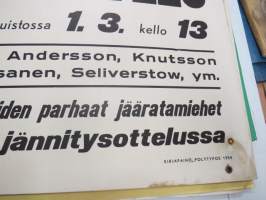 uistossa 1. 3. kello 13
Andersson, Knutsson
sanen, Seliverstow, ym.
iden parhaat jääratamiehet
jännitysottelussa